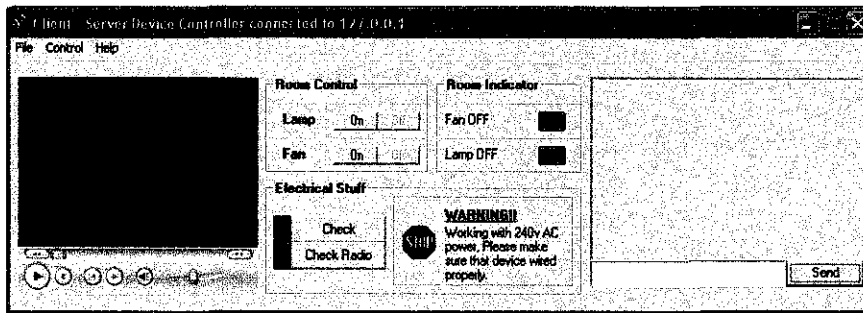 Client - Server Device Controller connected to 127.0.0.1
File Control Help
Room Control
Lamp On Off
Fan On Off
Room Indicator
Fan OFF
Lamp OFF
Electrical Stuff
Check
Check Radio
STOP
WARNING!!
Working with 240v AC
power, Please make
sure that device wired
properly.
Send